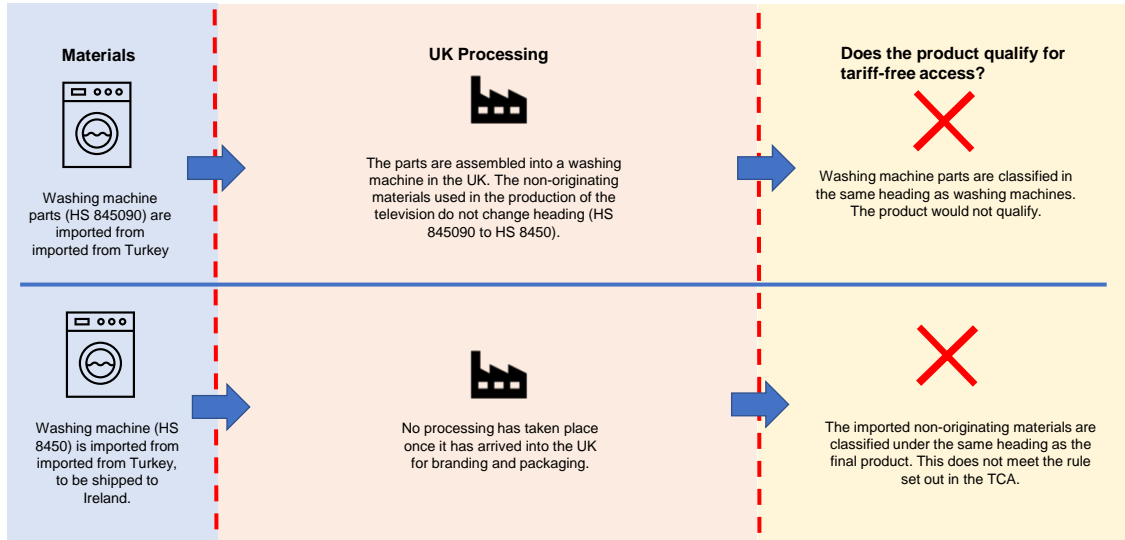 Materials
UK Processing
Does the product qualify for
tariff-free access?
Washing machine
parts (HS 845090) are
imported from
imported from Turkey
The parts are assembled into a washing
machine in the UK. The non-originating
materials used in the production of the
television do not change heading (HS
845090 to HS 8450).
Washing machine parts are classified in
the same heading as washing machines.
The product would not qualify.
Washing machine (HS
8450) is imported from
imported from Turkey,
to be shipped to
Ireland.
No processing has taken place
once it has arrived into the UK
for branding and packaging.
The imported non-originating materials are
classified under the same heading as the
final product. This does not meet the rule
set out in the TCA.